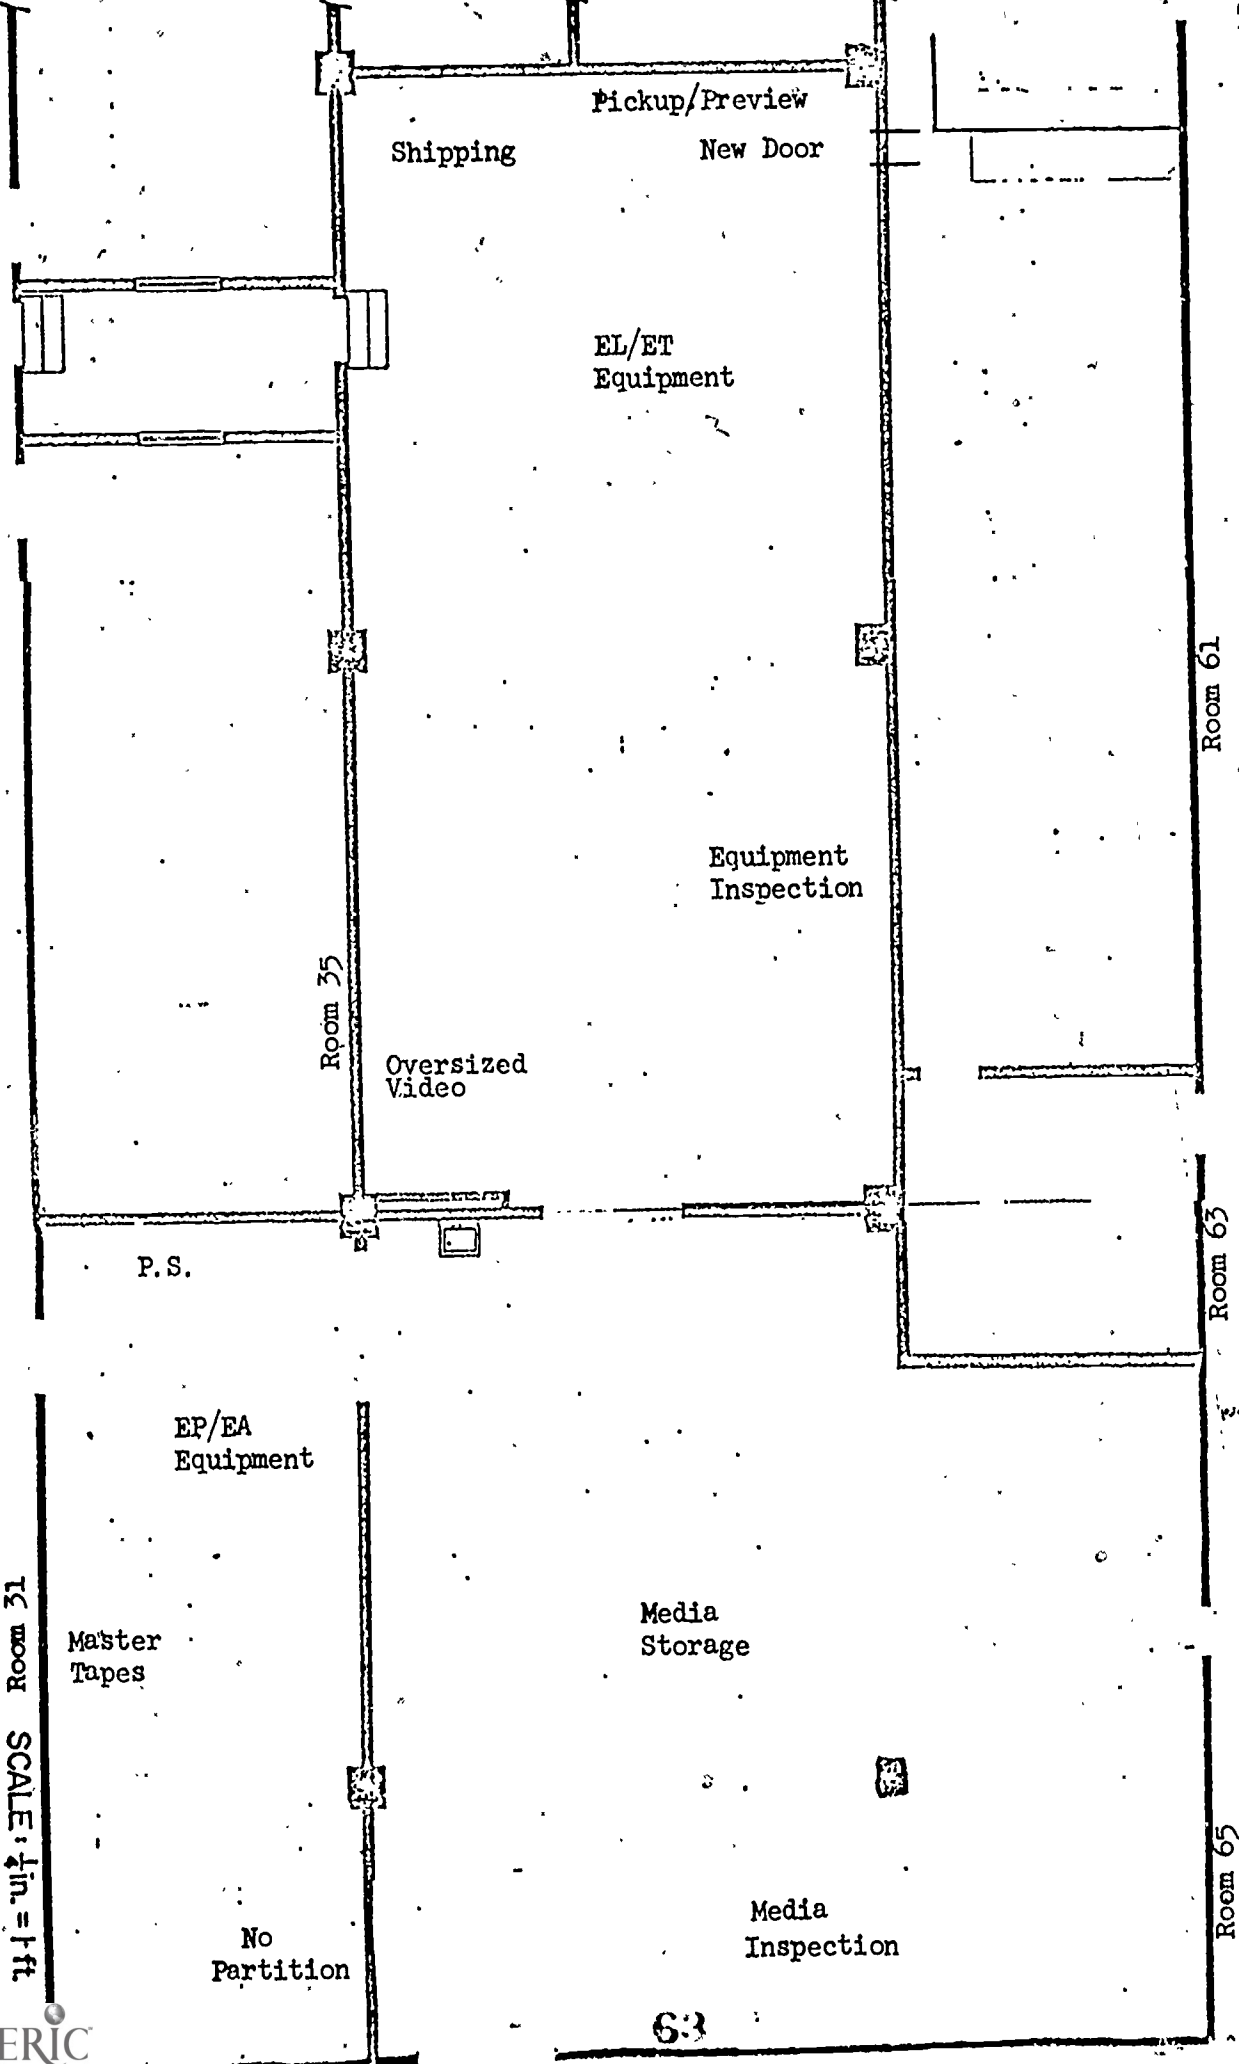 Pickup/Preview
Shipping
New Door
EL/ET
Equipment
Room 61
Equipment
Inspection
Room 35
Oversized
Video
Room 63
P.S.
EP/EA
Equipment
Room 31
Master
Tapes
Media
Storage
SCALE: 1/4 in. = 1 ft.
Room 65
Media
Inspection
No
Partition
63
ERIC